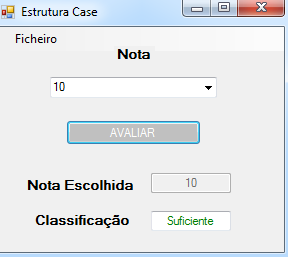 Estrutura Case
Ficheiro
Nota
10
AVALIAR
Nota Escolhida 10
Classificação Suficiente